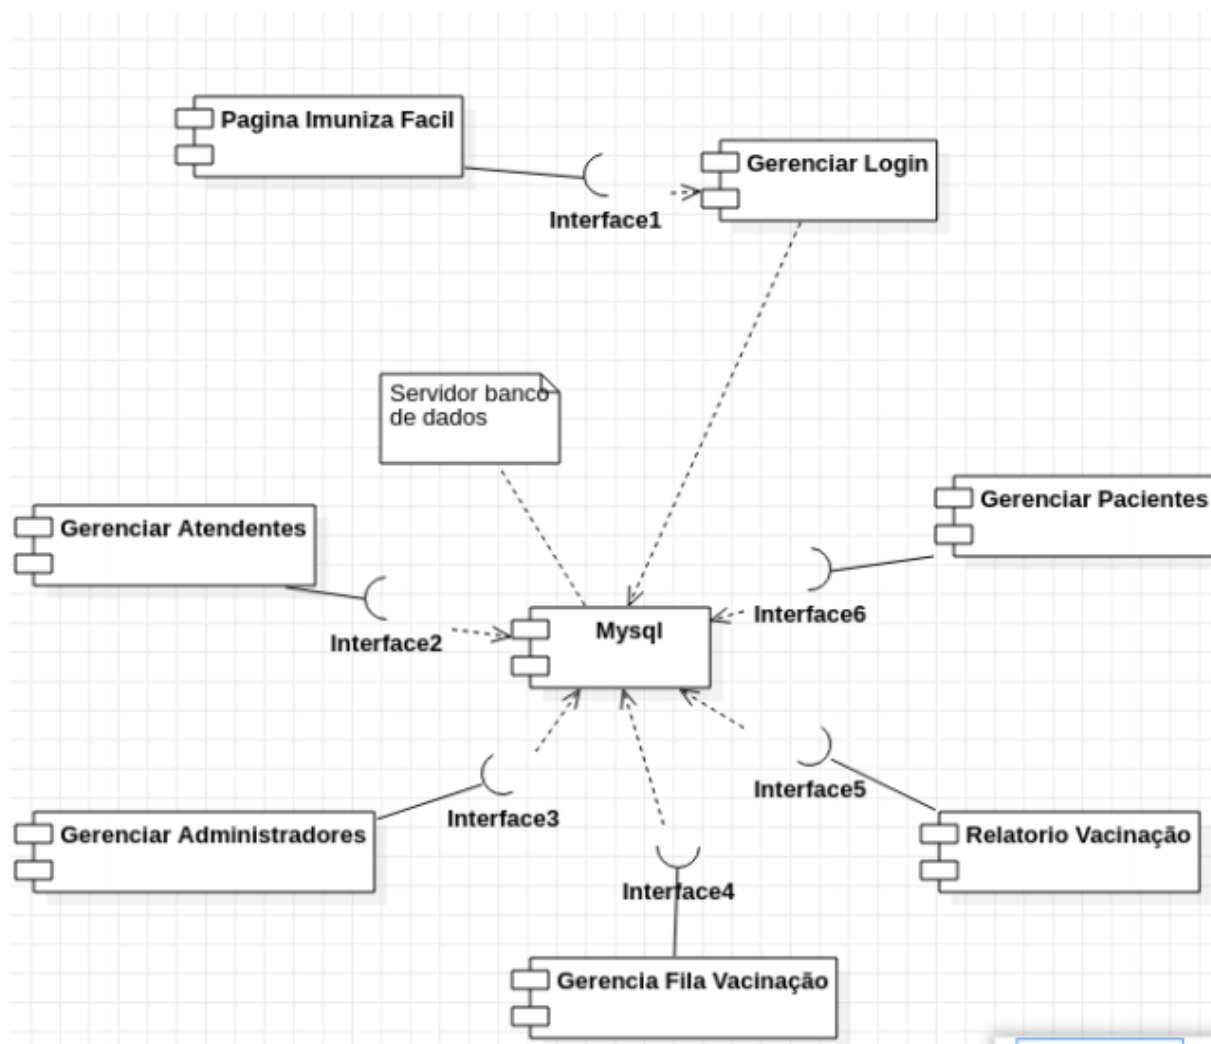 Pagina Imuniza Facil
Gerenciar Login
Interface1
Servidor banco
de dados
Gerenciar Atendentes
Gerenciar Pacientes
Interface2
Mysql
Interface6
Interface3
Interface5
Gerenciar Administradores
Relatorio Vacinação
Interface4
Gerencia Fila Vacinação